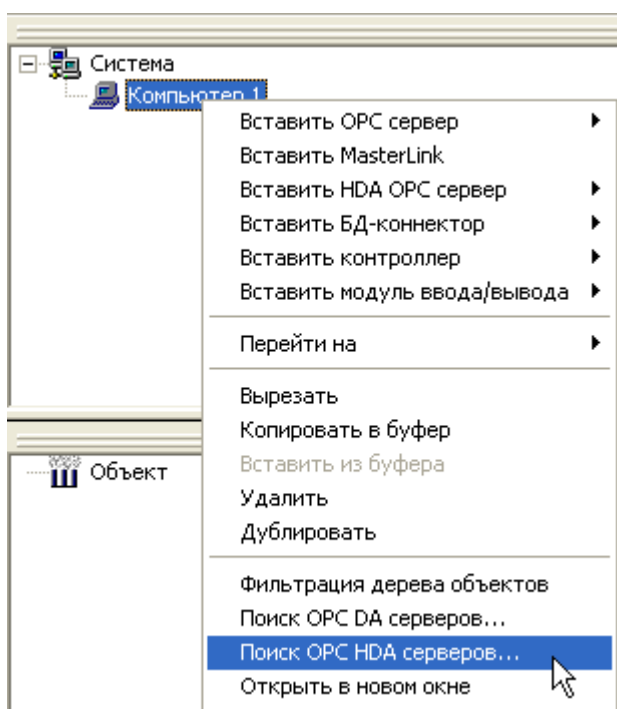 Система
Компьютер 1
Вставить OPC сервер
Вставить MasterLink
Вставить HDA OPC сервер
Вставить БД-коннектор
Вставить контроллер
Вставить модуль ввода/вывода
Перейти на
Вырезать
Копировать в буфер
Вставить из буфера
Удалить
Дублировать
Объект
Фильтрация дерева объектов
Поиск OPC DA серверов...
Поиск OPC HDA серверов...
Открыть в новом окне